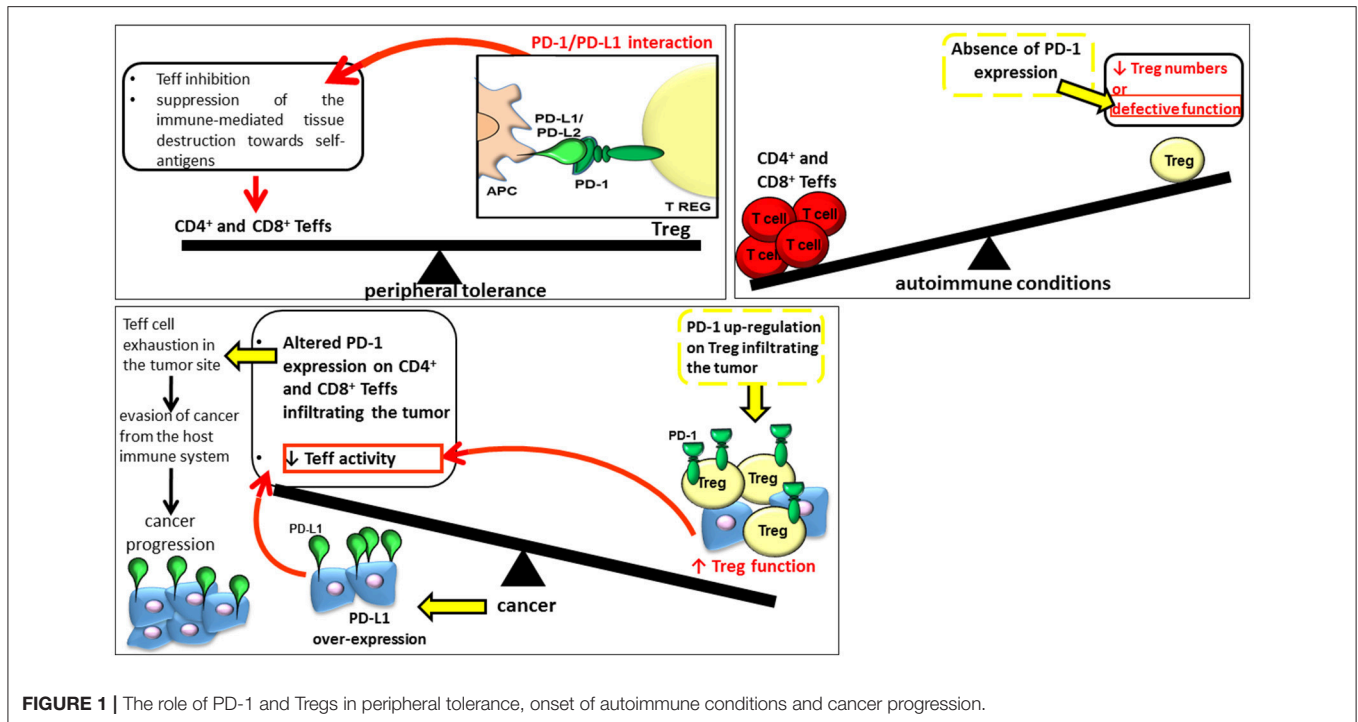 PD-1/PD-L1 interaction
• Teff inhibition
• suppression of the
immune-mediated tissue
destruction towards self-
antigens
PD-L1/
PD-L2
APC
PD-1
T REG
CD4⁺ and CD8⁺ Teffs
Treg
peripheral tolerance
Absence of PD-1
expression
↓ Treg numbers
or
defective function
CD4⁺ and
CD8⁺ Teffs
Treg
T cell
T cell
T cell
T cell
autoimmune conditions
Teff cell
exhaustion in
the tumor site
evasion of cancer
from the host
immune system
cancer
progression
• Altered PD-1
expression on CD4⁺
and CD8⁺ Teffs
infiltrating the tumor
• ↓ Teff activity
PD-L1
PD-L1
over-expression
cancer
PD-1 up-regulation
on Treg infiltrating
the tumor
PD-1
Treg
Treg
Treg
↑ Treg function
FIGURE 1 | The role of PD-1 and Tregs in peripheral tolerance, onset of autoimmune conditions and cancer progression.